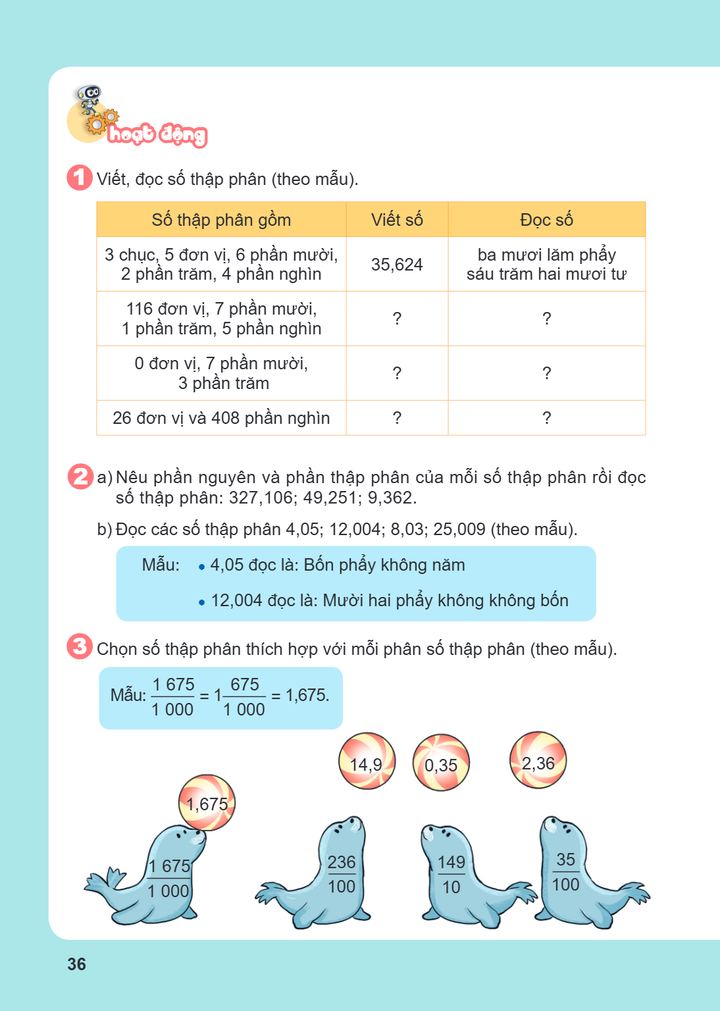 hoạt động
1 Viết, đọc số thập phân (theo mẫu).
Số thập phân gồm Viết số Đọc số
3 chục, 5 đơn vị, 6 phần mười,
2 phần trăm, 4 phần nghìn
35,624
ba mươi lăm phẩy
sáu trăm hai mươi tư
116 đơn vị, 7 phần mười,
1 phần trăm, 5 phần nghìn
? ?
0 đơn vị, 7 phần mười,
3 phần trăm
? ?
26 đơn vị và 408 phần nghìn ? ?
2 a) Nêu phần nguyên và phần thập phân của mỗi số thập phân rồi đọc
số thập phân: 327,106; 49,251; 9,362.
b) Đọc các số thập phân 4,05; 12,004; 8,03; 25,009 (theo mẫu).
Mẫu: • 4,05 đọc là: Bốn phẩy không năm
• 12,004 đọc là: Mười hai phẩy không không bốn
3 Chọn số thập phân thích hợp với mỗi phân số thập phân (theo mẫu).
Mẫu: 1 675/1 000 = 1 675/1 000 = 1,675.
14,9 0,35 2,36
1,675
1 675/1 000
236/100
149/10
35/100
36